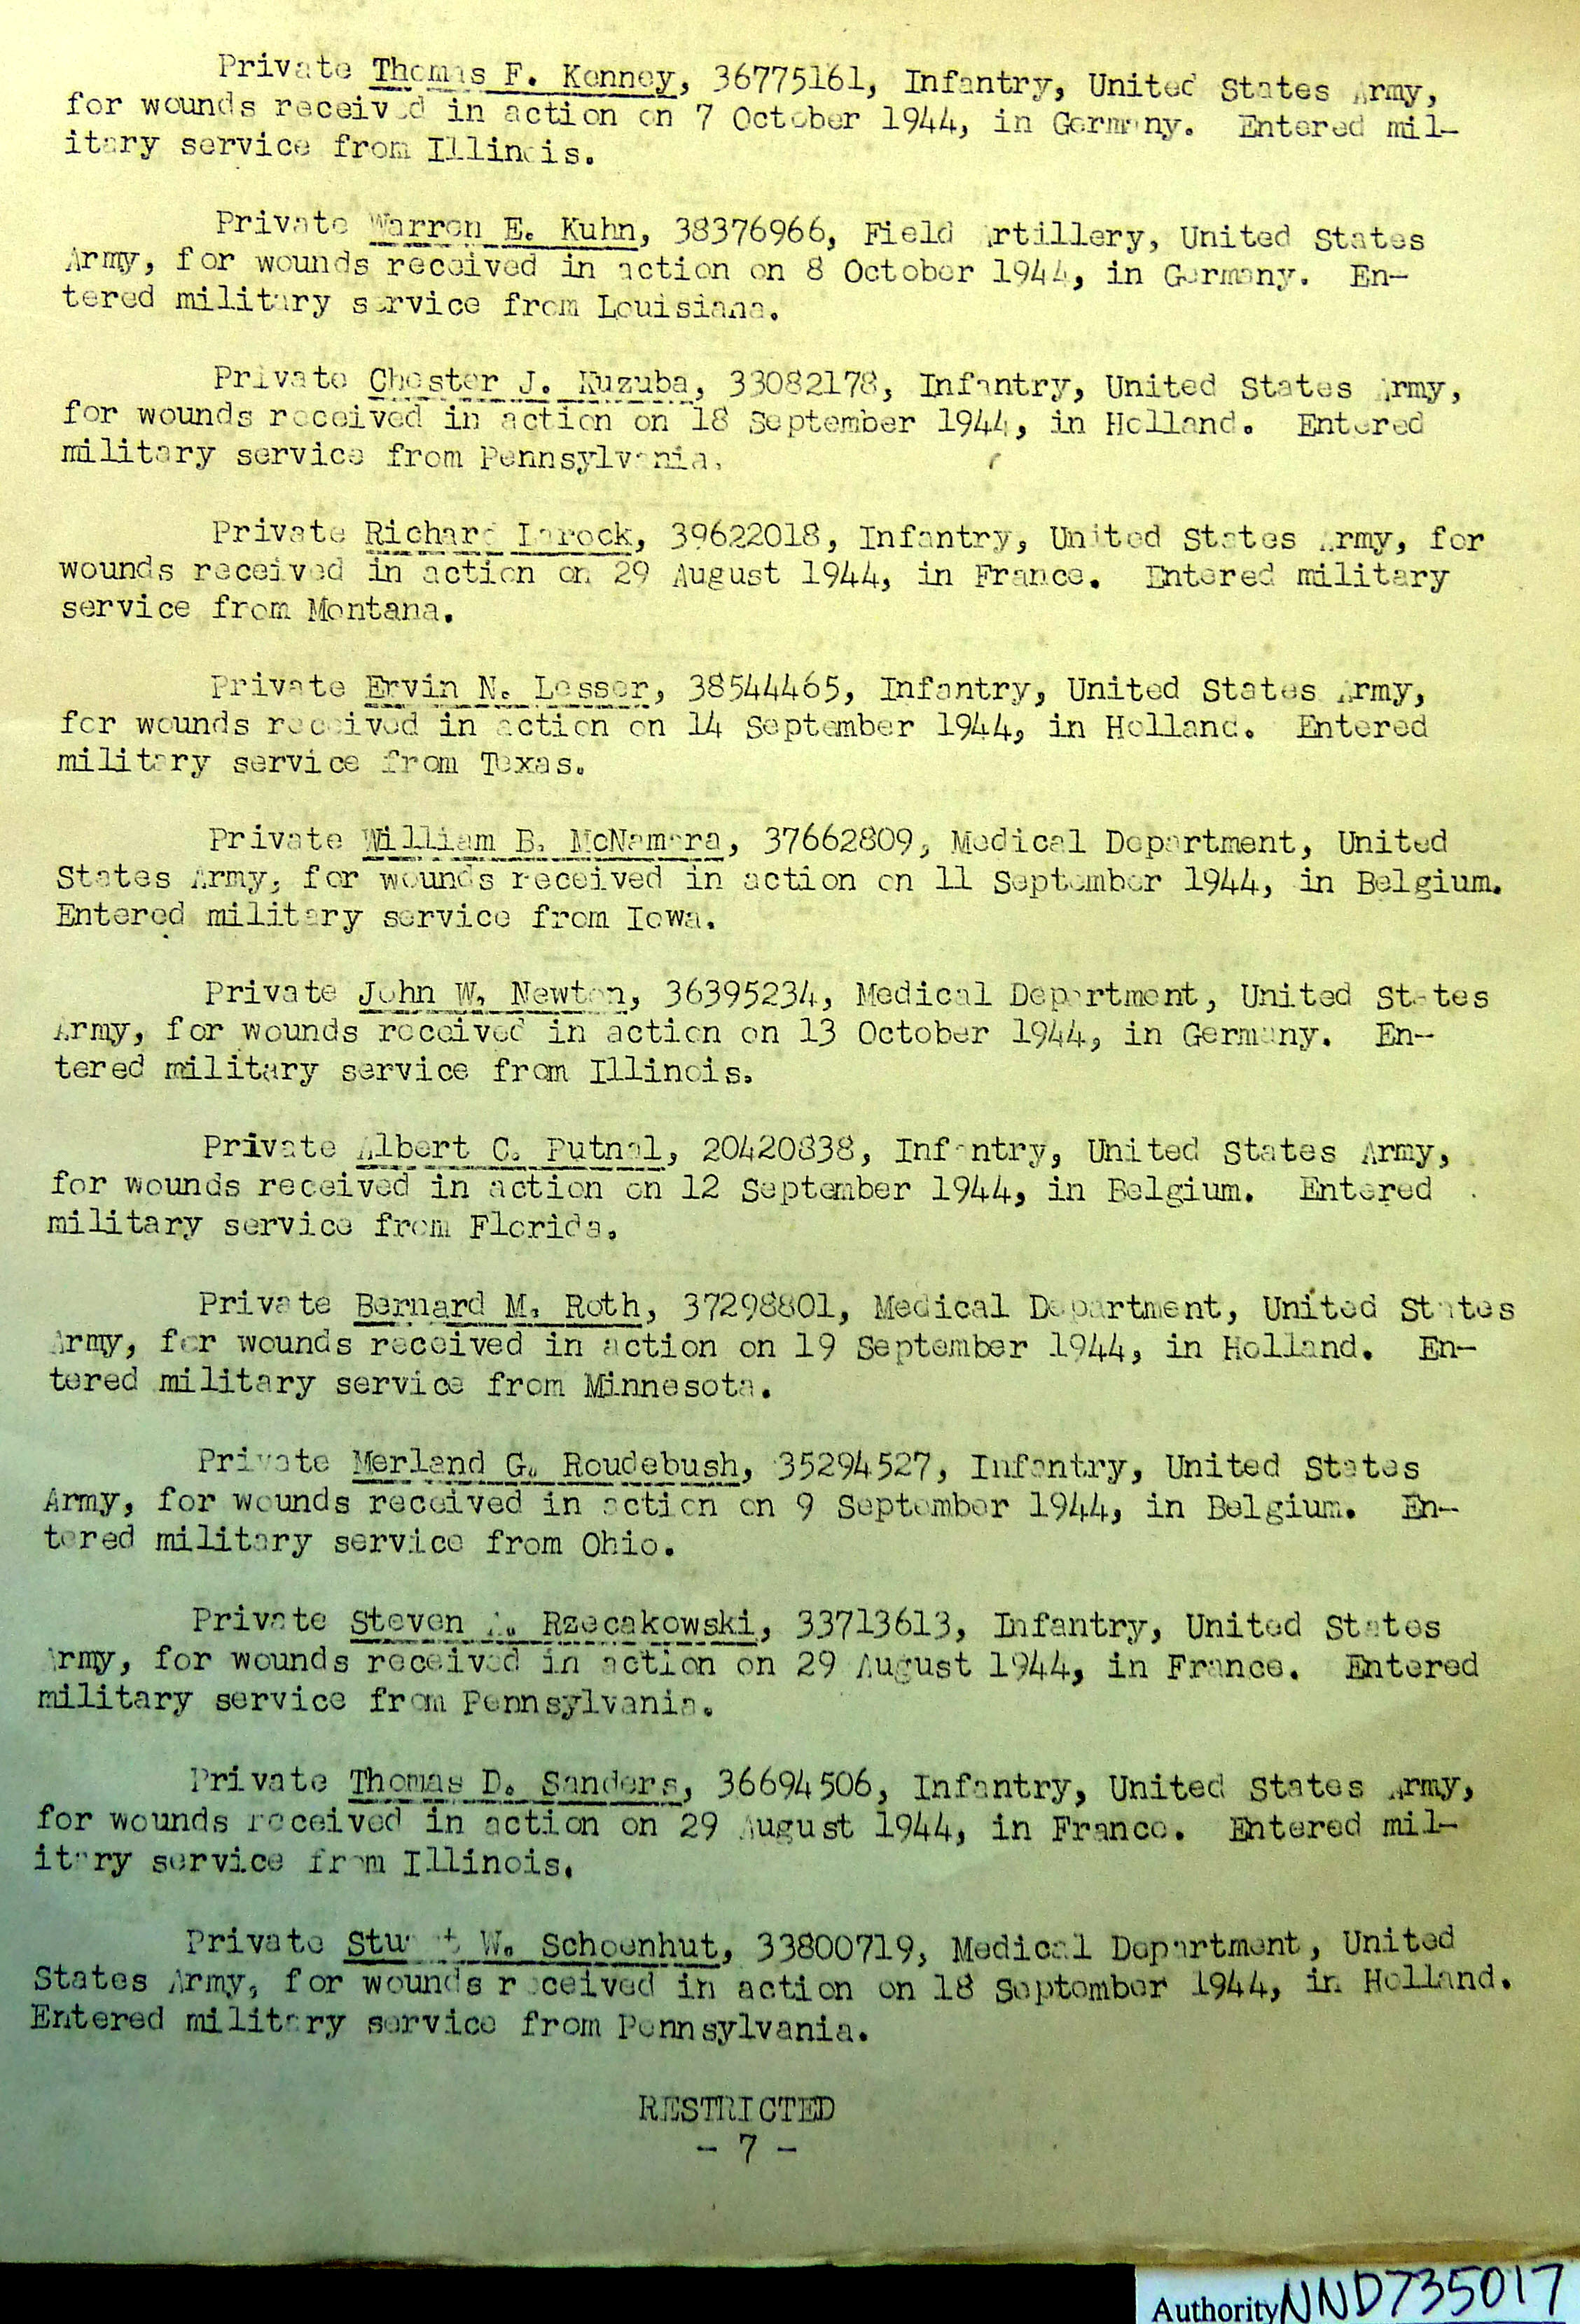 Private Thomas F. Kenney, 36775161, Infantry, United States Army,
for wounds received in action on 7 October 1944, in Germany. Entered mil-
itary service from Illinois.
Private Warren E. Kuhn, 38376966, Field Artillery, United States
Army, for wounds received in action on 8 October 1944, in Germany. En-
tered military service from Louisiana.
Private Chester J. Kuzuba, 33082178, Infantry, United States Army,
for wounds received in action on 18 September 1944, in Holland. Entered
military service from Pennsylvania.
Private Richard Larock, 39622018, Infantry, United States Army, for
wounds received in action on 29 August 1944, in France. Entered military
service from Montana.
Private Ervin N. Lesser, 38544465, Infantry, United States Army,
for wounds received in action on 14 September 1944, in Holland. Entered
military service from Texas.
Private William B. McNamara, 37662809, Medical Department, United
States Army, for wounds received in action on 11 September 1944, in Belgium.
Entered military service from Iowa.
Private John W. Newton, 36395234, Medical Department, United States
Army, for wounds received in action on 13 October 1944, in Germany. En-
tered military service from Illinois.
Private Albert C. Putnal, 20420838, Infantry, United States Army,
for wounds received in action on 12 September 1944, in Belgium. Entered
military service from Florida.
Private Bernard M. Roth, 37298801, Medical Department, United States
Army, for wounds received in action on 19 September 1944, in Holland. En-
tered military service from Minnesota.
Private Merland G. Roudebush, 35294527, Infantry, United States
Army, for wounds received in action on 9 September 1944, in Belgium. En-
tered military service from Ohio.
Private Steven A. Rzecakowski, 33713613, Infantry, United States
Army, for wounds received in action on 29 August 1944, in France. Entered
military service from Pennsylvania.
Private Thomas D. Sanders, 36694506, Infantry, United States Army,
for wounds received in action on 29 August 1944, in France. Entered mil-
itary service from Illinois.
Private Stuart W. Schoenhut, 33800719, Medical Department, United
States Army, for wounds received in action on 18 September 1944, in Holland.
Entered military service from Pennsylvania.
RESTRICTED
- 7 -
Authority NND735017